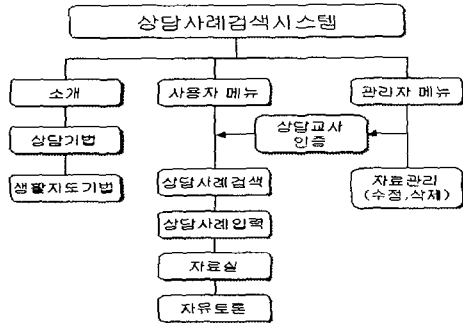 상담사례검색시스템
소개
사용자 메뉴
관리자 메뉴
상담기법
상담교사
인증
생활지도기법
상담사례검색
자료관리
(수정,삭제)
상담사례입력
자료실
자유토론